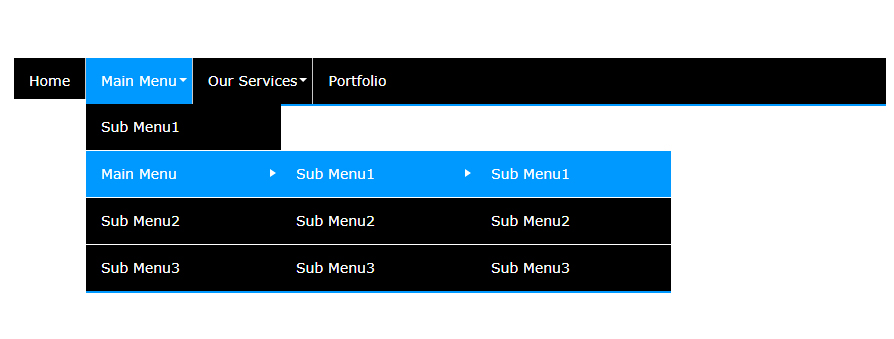 Home Main Menu Our Services Portfolio
Sub Menu1
Main Menu Sub Menu1 Sub Menu1
Sub Menu2 Sub Menu2 Sub Menu2
Sub Menu3 Sub Menu3 Sub Menu3